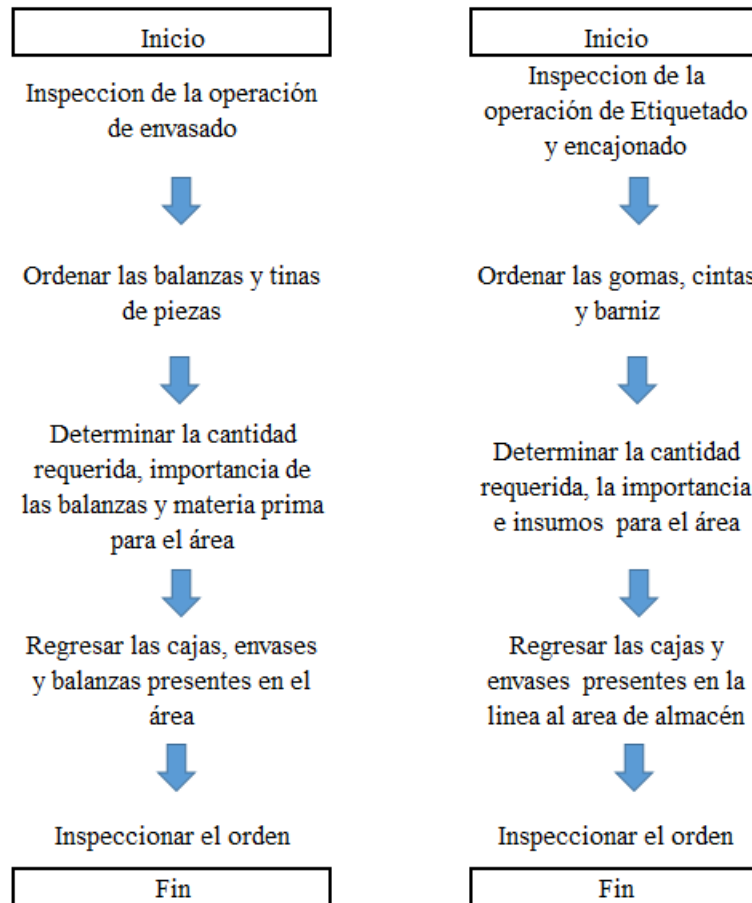 Inicio
Inspeccion de la operación
de envasado
Ordenar las balanzas y tinas
de piezas
Determinar la cantidad
requerida, importancia de
las balanzas y materia prima
para el área
Regresar las cajas, envases
y balanzas presentes en el
área
Inspeccionar el orden
Fin
Inicio
Inspeccion de la
operación de Etiquetado
y encajonado
Ordenar las gomas, cintas
y barniz
Determinar la cantidad
requerida, la importancia
e insumos para el área
Regresar las cajas y
envases presentes en la
linea al area de almacén
Inspeccionar el orden
Fin